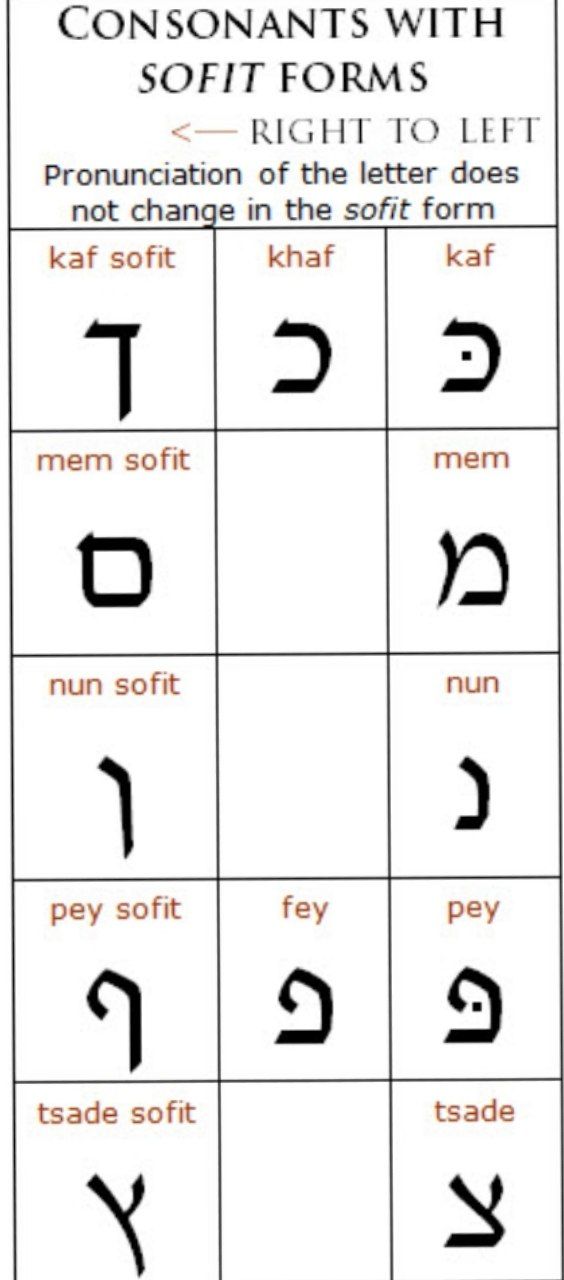 CONSONANTS WITH
SOFIT FORMS
<— RIGHT TO LEFT
Pronunciation of the letter does
not change in the sofit form
kaf sofit khaf kaf
ך כ כּ
mem sofit mem
ם מ
nun sofit nun
ן נ
pey sofit fey pey
ף פ פּ
tsade sofit tsade
ץ צ